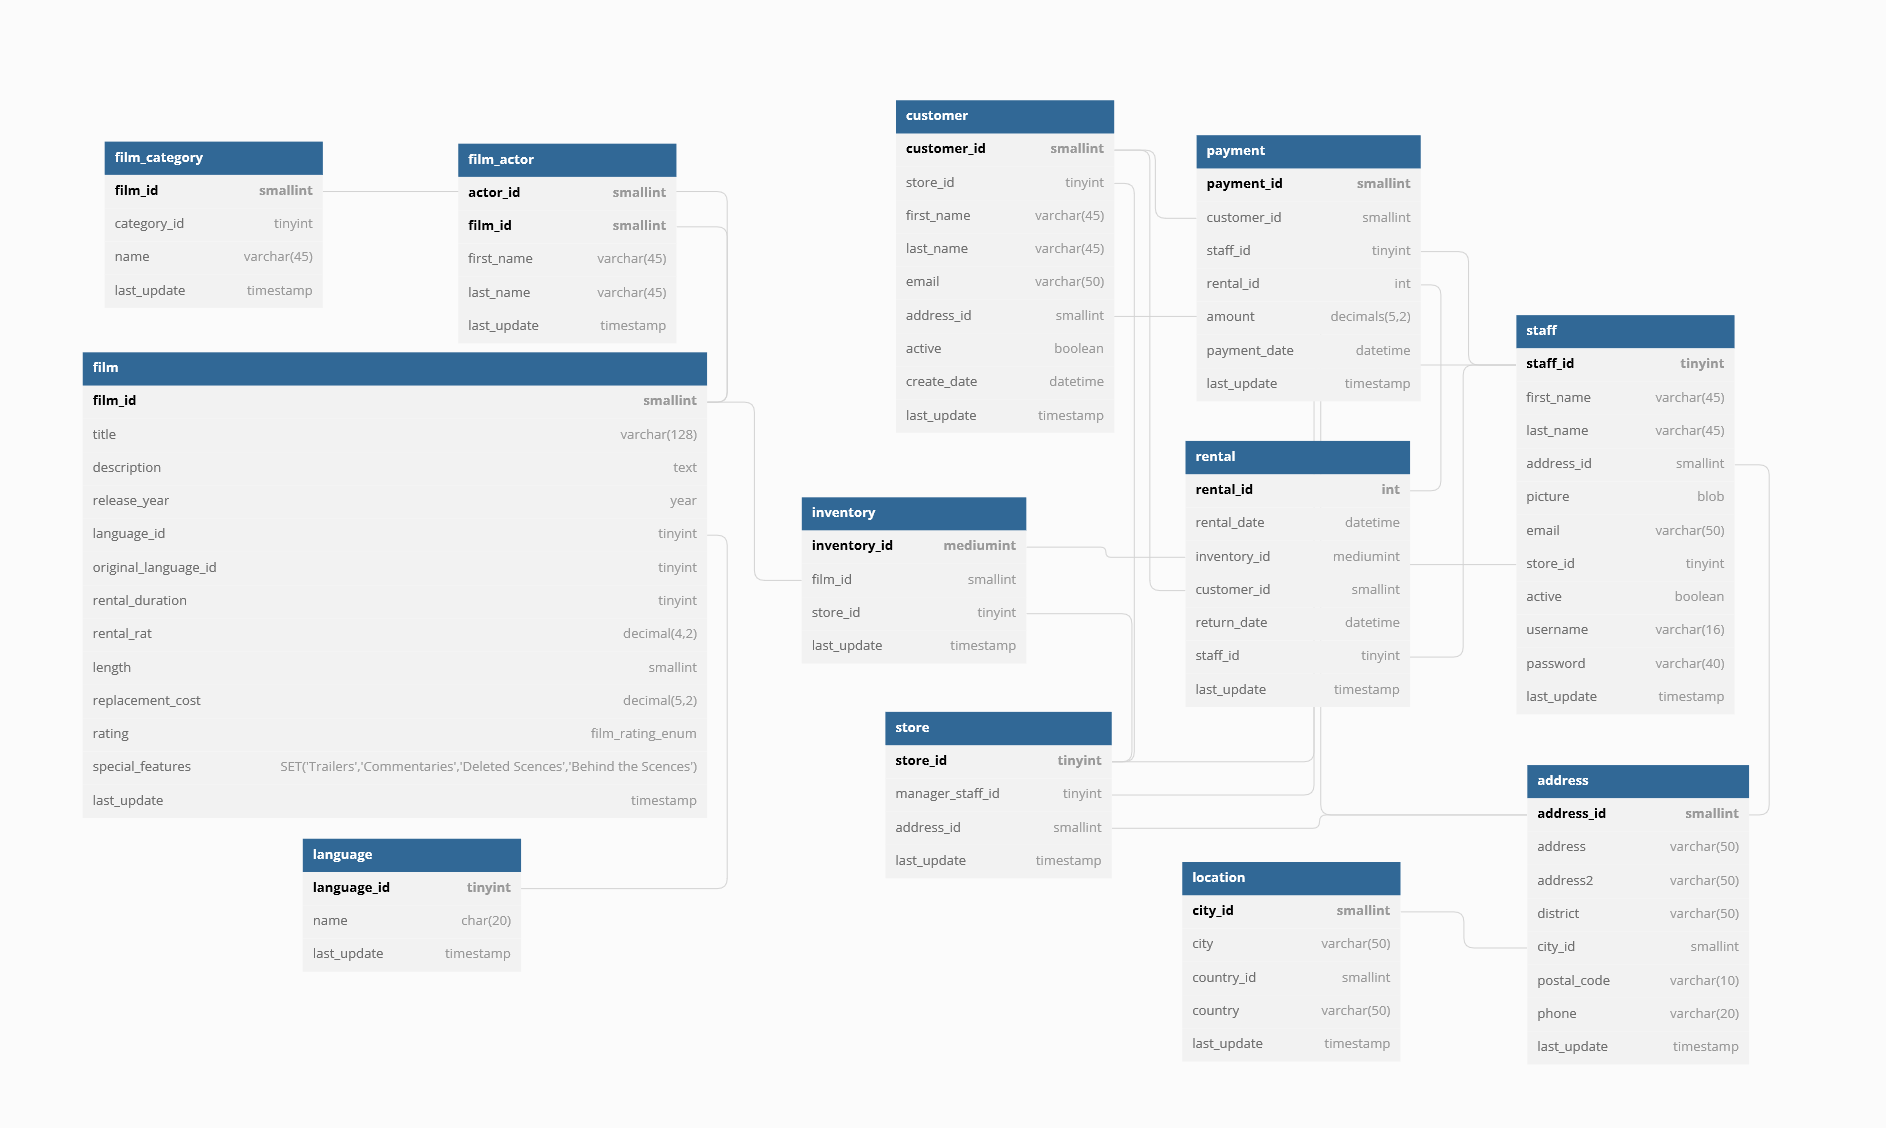 film_category
film_id smallint
category_id tinyint
name varchar(45)
last_update timestamp
film_actor
actor_id smallint
film_id smallint
first_name varchar(45)
last_name varchar(45)
last_update timestamp
film
film_id smallint
title varchar(128)
description text
release_year year
language_id tinyint
original_language_id tinyint
rental_duration tinyint
rental_rat decimal(4,2)
length smallint
replacement_cost decimal(5,2)
rating film_rating_enum
special_features SET('Trailers','Commentaries','Deleted Scences','Behind the Scences')
last_update timestamp
language
language_id tinyint
name char(20)
last_update timestamp
customer
customer_id smallint
store_id tinyint
first_name varchar(45)
last_name varchar(45)
email varchar(50)
address_id smallint
active boolean
create_date datetime
last_update timestamp
inventory
inventory_id mediumint
film_id smallint
store_id tinyint
last_update timestamp
store
store_id tinyint
manager_staff_id tinyint
address_id smallint
last_update timestamp
payment
payment_id smallint
customer_id smallint
staff_id tinyint
rental_id int
amount decimals(5,2)
payment_date datetime
last_update timestamp
rental
rental_id int
rental_date datetime
inventory_id mediumint
customer_id smallint
return_date datetime
staff_id tinyint
last_update timestamp
location
city_id smallint
city varchar(50)
country_id smallint
country varchar(50)
last_update timestamp
staff
staff_id tinyint
first_name varchar(45)
last_name varchar(45)
address_id smallint
picture blob
email varchar(50)
store_id tinyint
active boolean
username varchar(16)
password varchar(40)
last_update timestamp
address
address_id smallint
address varchar(50)
address2 varchar(50)
district varchar(50)
city_id smallint
postal_code varchar(10)
phone varchar(20)
last_update timestamp